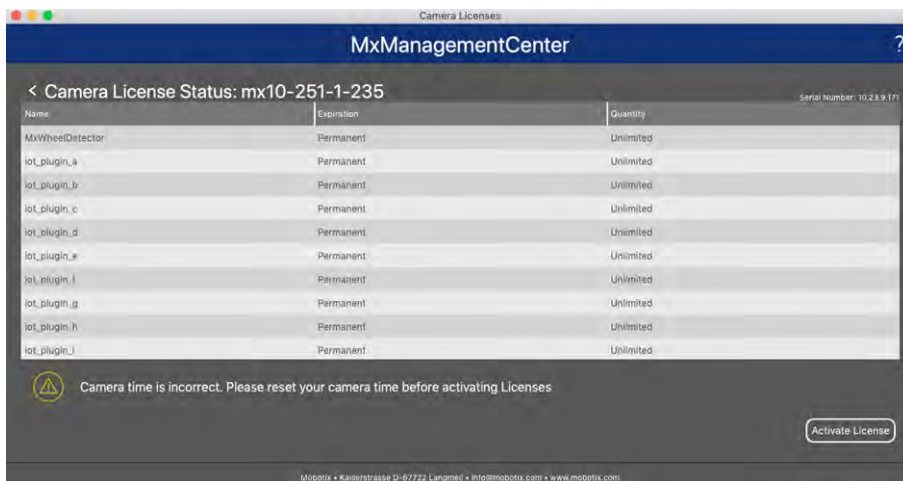 Camera Licenses
MxManagementCenter ?
< Camera License Status: mx10-251-1-235
Serial Number: 10.23.9.171
Name Expiration Quantity
MxWheelDetector Permanent Unlimited
iot_plugin_a Permanent Unlimited
iot_plugin_b Permanent Unlimited
iot_plugin_c Permanent Unlimited
iot_plugin_d Permanent Unlimited
iot_plugin_e Permanent Unlimited
iot_plugin_f Permanent Unlimited
iot_plugin_g Permanent Unlimited
iot_plugin_h Permanent Unlimited
iot_plugin_i Permanent Unlimited
Camera time is incorrect. Please reset your camera time before activating Licenses
Activate License
Mobotix • Kaiserstrasse D-67722 Langmeil • info@mobotix.com • www.mobotix.com